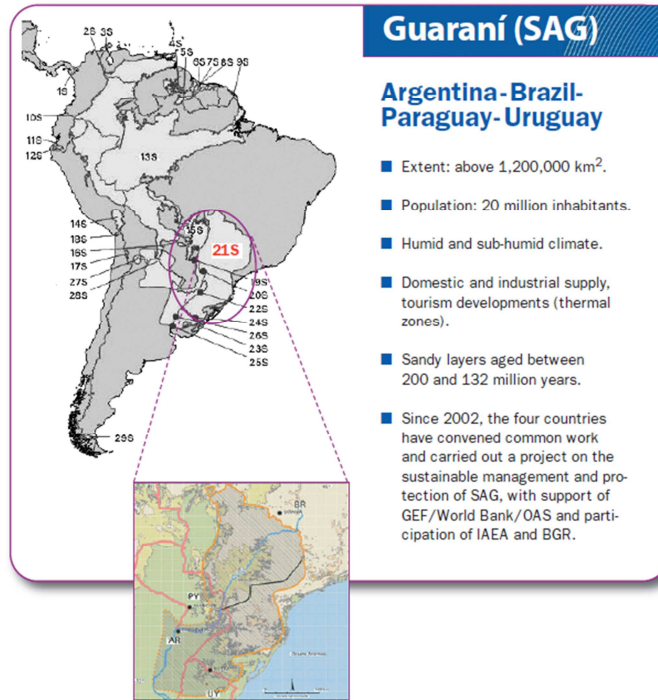 Guaraní (SAG)
Argentina-Brazil-
Paraguay-Uruguay
■ Extent: above 1,200,000 km².
■ Population: 20 million inhabitants.
■ Humid and sub-humid climate.
■ Domestic and industrial supply,
tourism developments (thermal
zones).
■ Sandy layers aged between
200 and 132 million years.
■ Since 2002, the four countries
have convened common work
and carried out a project on the
sustainable management and pro-
tection of SAG, with support of
GEF/World Bank/OAS and parti-
cipation of IAEA and BGR.
2S 3S
4S
5S
6S 7S 8S 9S
1S
10S
11S
12S
13S
14S
15S
18S
16S
17S
27S
28S
21S
19S
20S
22S
24S
26S
23S
25S
29S
BR
PY
AR
UY